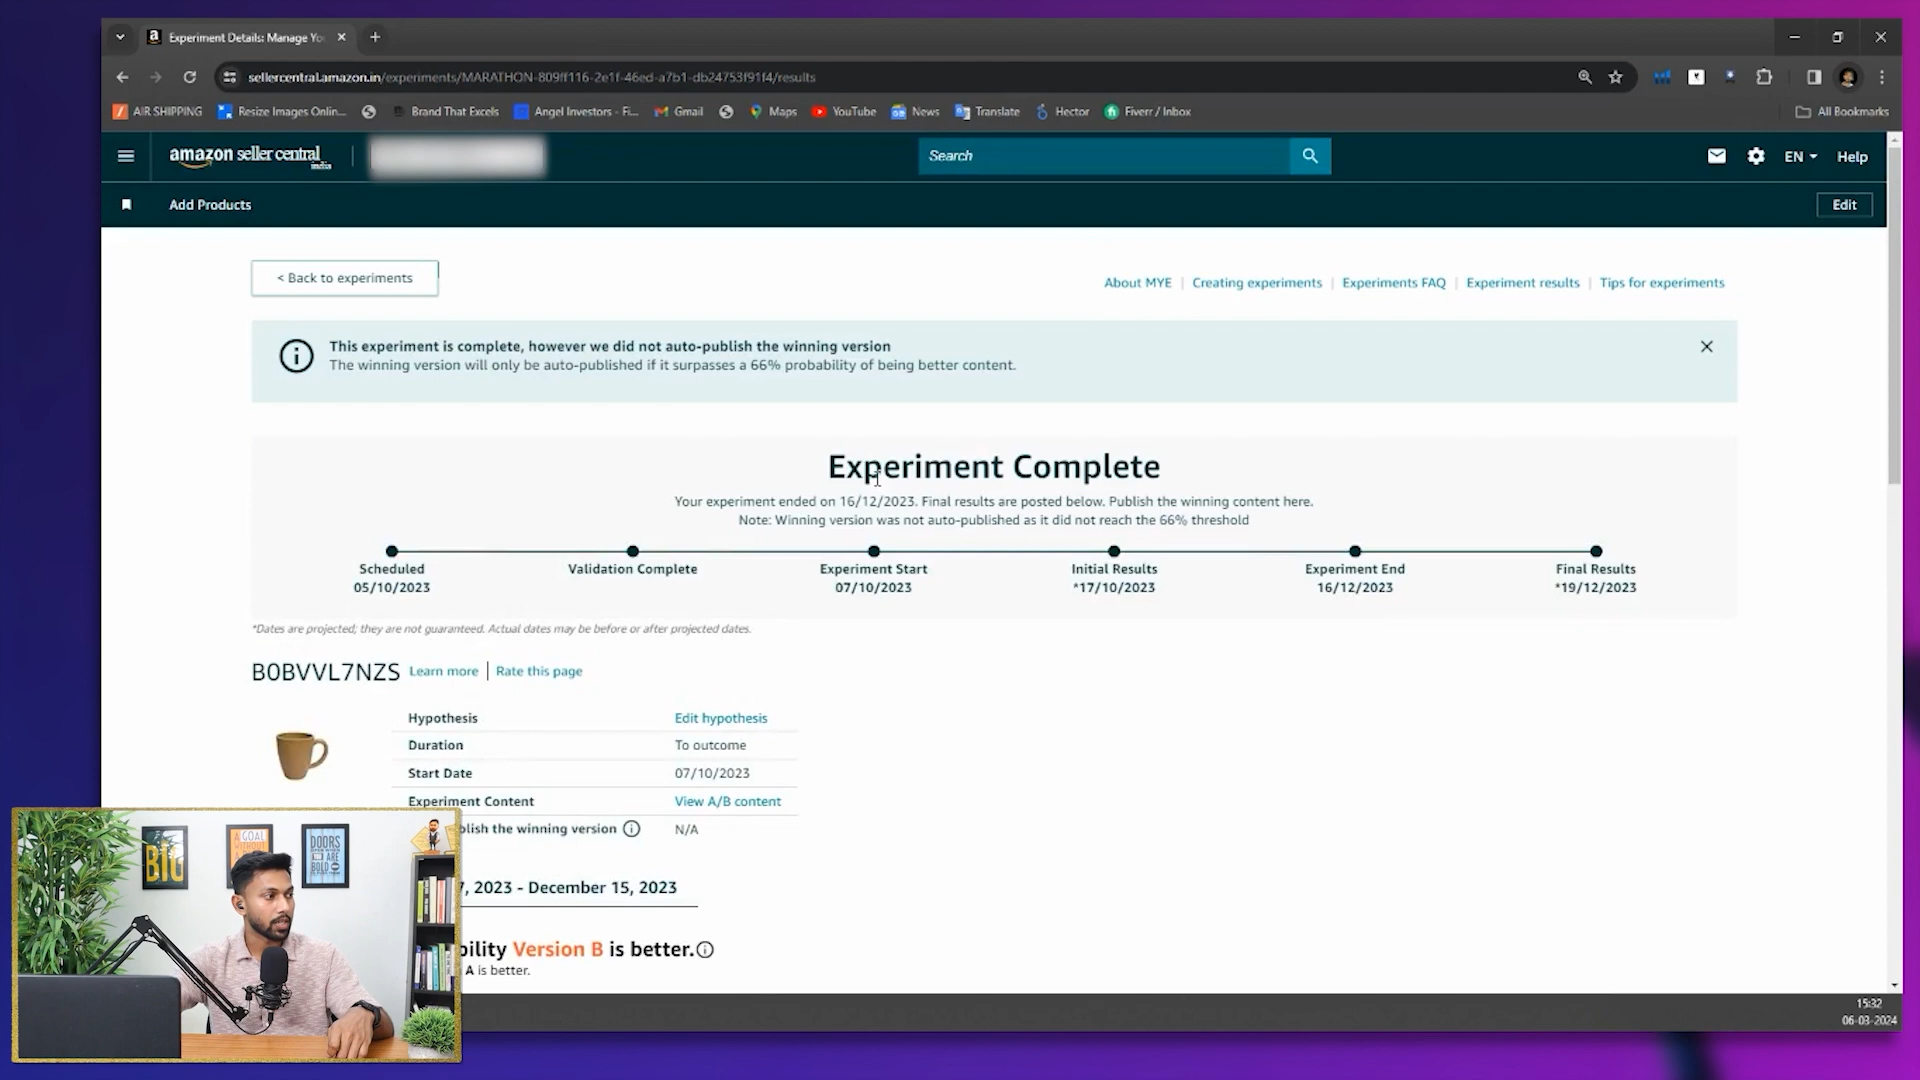 Experiment Details: Manage Yo
sellercentral.amazon.in/experiments/MARATHON-809ff116-2e1f-46ed-a7b1-db24753f91f4/results
AIR SHIPPING
Resize Images Onlin...
Brand That Excels
Angel Investors - Fi...
Gmail
Maps
YouTube
News
Translate
Hector
Fiverr / Inbox
All Bookmarks
amazon seller central
india
Search
EN
Help
Add Products
Edit
< Back to experiments
About MYE | Creating experiments | Experiments FAQ | Experiment results | Tips for experiments
This experiment is complete, however we did not auto-publish the winning version
The winning version will only be auto-published if it surpasses a 66% probability of being better content.
Experiment Complete
Your experiment ended on 16/12/2023. Final results are posted below. Publish the winning content here.
Note: Winning version was not auto-published as it did not reach the 66% threshold
Scheduled
05/10/2023
Validation Complete
Experiment Start
07/10/2023
Initial Results
*17/10/2023
Experiment End
16/12/2023
Final Results
*19/12/2023
*Dates are projected; they are not guaranteed. Actual dates may be before or after projected dates.
B0BVVL7NZS Learn more | Rate this page
Hypothesis Edit hypothesis
Duration To outcome
Start Date 07/10/2023
Experiment Content View A/B content
blish the winning version N/A
7, 2023 - December 15, 2023
bility Version B is better.
A is better.
BIG
A GOAL
WITHOUT
DOORS
ARE
BOLD
15:32
06-03-2024